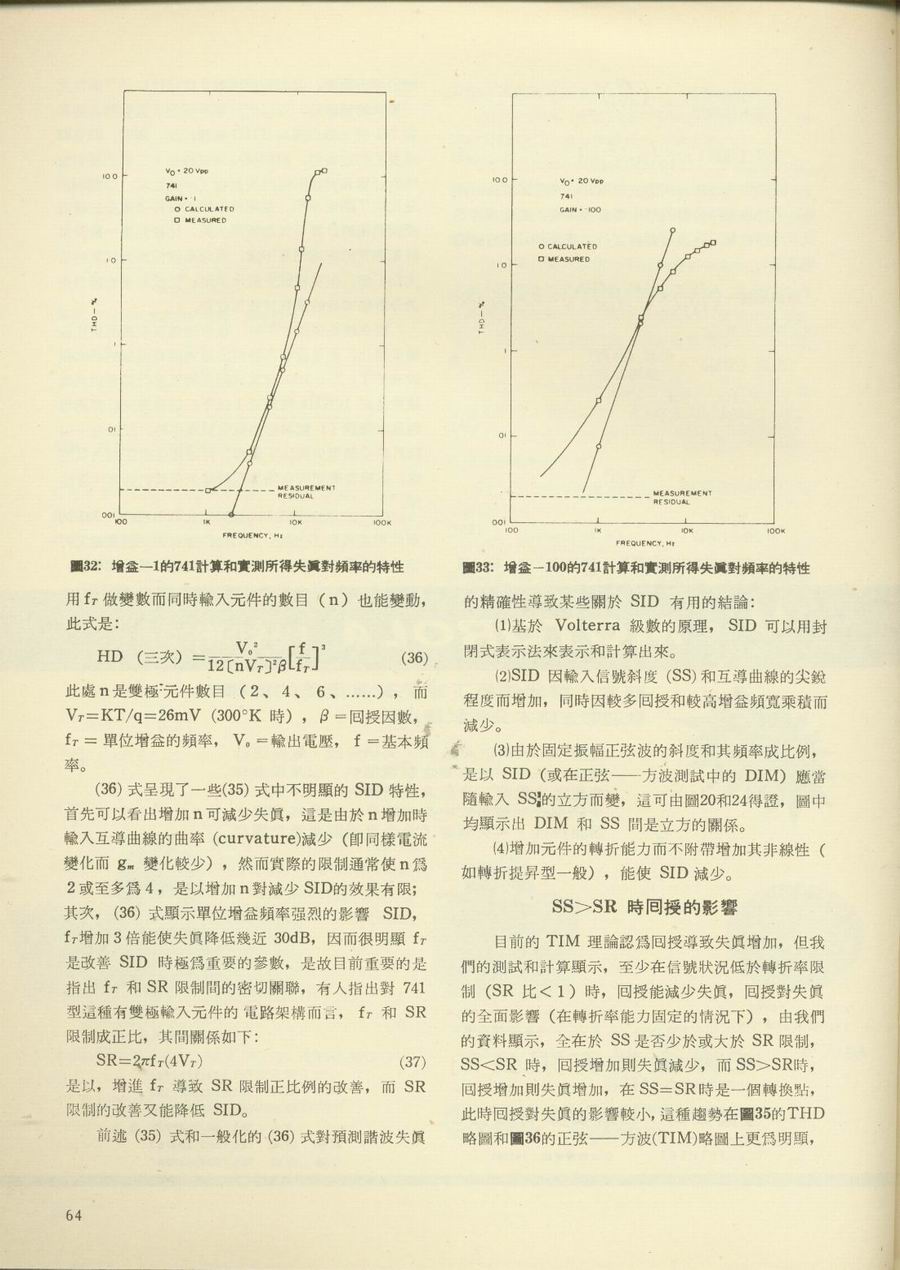 100
10
1
01
001
THD—%
VO = 20 Vpp
741
GAIN = 1
CALCULATED
MEASURED
MEASUREMENT
RESIDUAL
100 1K 10K 100K
FREQUENCY, Hz
圖32：增益—1的741計算和實測所得失眞對頻率的特性
用 fT 做變數而同時輸入元件的數目（n）也能變動，
此式是：
HD （三次）＝Vo²/12〔nVT〕²β[f/fT]³ (36)
此處 n 是雙極元件數目（2、4、6、……），而
VT＝KT/q＝26mV（300°K 時），β＝回授因數，
fT ＝ 單位增益的頻率， Vo＝輸出電壓， f ＝基本頻
率。
(36) 式呈現了一些(35) 式中不明顯的 SID 特性，
首先可以看出增加 n 可減少失眞，這是由於 n 增加時
輸入互導曲線的曲率 (curvature)減少（卽同樣電流
變化而 gm 變化較少），然而實際的限制通常使 n 爲
2 或至多爲 4，是以增加 n 對減少 SID的效果有限；
其次， (36) 式顯示單位增益頻率强烈的影響 SID，
fT增加 3 倍能使失眞降低幾近 30dB，因而很明顯 fT
是改善 SID 時極爲重要的參數，是故目前重要的是
指出 fT 和 SR 限制間的密切關聯，有人指出對 741
型這種有雙極輸入元件的 電路架構而言， fT 和 SR
限制成正比，其間關係如下：
SR＝2πfT(4VT) (37)
是以，增進 fT 導致 SR 限制正比例的改善，而 SR
限制的改善又能降低 SID。
前述 (35) 式和一般化的 (36) 式對預測諧波失眞
64
100
10
1
01
001
THD—%
VO = 20 Vpp
741
GAIN = -100
CALCULATED
MEASURED
MEASUREMENT
RESIDUAL
100 1K 10K 100K
FREQUENCY, Hz
圖33：增益－100的741計算和實測所得失眞對頻率的特性
的精確性導致某些關於 SID 有用的結論：
(1)基於 Volterra 級數的原理， SID 可以用封
閉式表示法來表示和計算出來。
(2)SID 因輸入信號斜度 (SS) 和互導曲線的尖銳
程度而增加，同時因較多回授和較高增益頻寬乘積而
減少。
(3)由於固定振幅正弦波的斜度和其頻率成比例，
是以 SID（或在正弦——方波測試中的 DIM）應當
隨輸入 SS的立方而變，這可由圖20和24得證，圖中
均顯示出 DIM 和 SS 間是立方的關係。
(4)增加元件的轉折能力而不附帶增加其非線性（
如轉折提昇型一般），能使 SID 減少。
SS＞SR 時回授的影響
目前的 TIM 理論認爲回授導致失眞增加，但我
們的測試和計算顯示，至少在信號狀況低於轉折率限
制（SR 比＜1）時，回授能減少失眞，回授對失眞
的全面影響（在轉折率能力固定的情況下），由我們
的資料顯示，全在於 SS 是否少於或大於 SR 限制，
SS＜SR 時，回授增加則失眞減少，而 SS＞SR時，
回授增加則失眞增加，在 SS＝SR時是一個轉換點，
此時回授對失眞的影響較小，這種趨勢在圖35的THD
略圖和圖36的正弦——方波(TIM)略圖上更爲明顯，